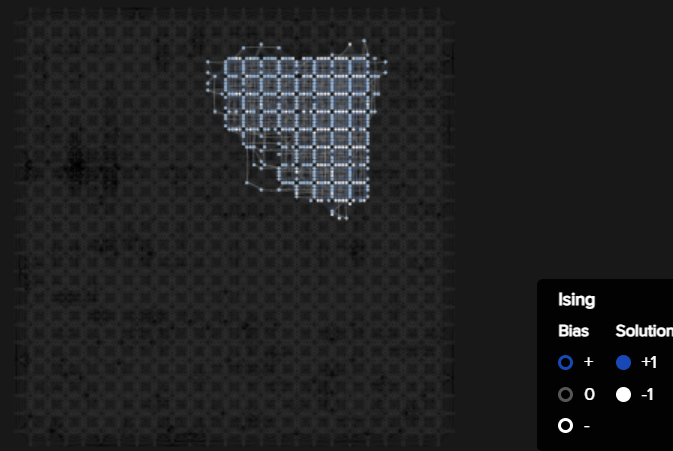 Ising
Bias Solution
+ +1
0 -1
-